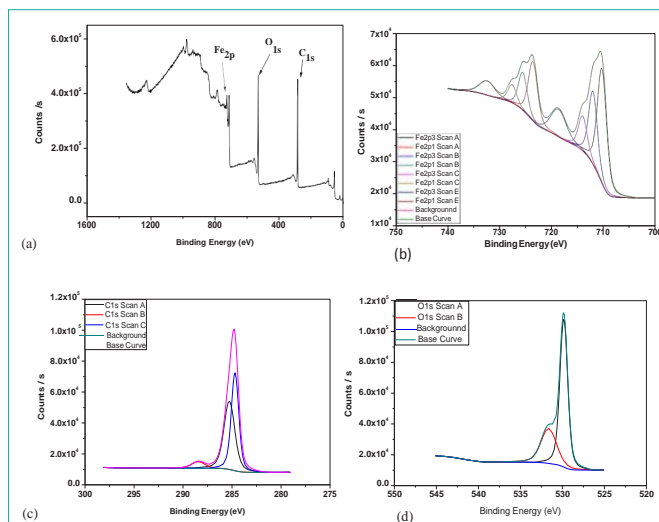 6.0x10⁵
4.0x10⁵
2.0x10⁵
0.0
Counts /s
Fe2p
O1s
C1s
1600 1200 800 400 0
Binding Energy (eV)
(a)
7x10⁴
6x10⁴
5x10⁴
4x10⁴
3x10⁴
2x10⁴
1x10⁴
Counts / s
Fe2p3 Scan A
Fe2p1 Scan A
Fe2p3 Scan B
Fe2p1 Scan B
Fe2p3 Scan C
Fe2p1 Scan C
Fe2p3 Scan E
Fe2p1 Scan E
Background
Base Curve
750 740 730 720 710 700
Binding Energy (eV)
(b)
1.2x10⁵
1.0x10⁵
8.0x10⁴
6.0x10⁴
4.0x10⁴
2.0x10⁴
0.0
Counts / s
C1s Scan A
C1s Scan B
C1s Scan C
Background
Base Curve
300 295 290 285 280 275
Binding Energy (eV)
(c)
1.2x10⁵
1.0x10⁵
8.0x10⁴
6.0x10⁴
4.0x10⁴
2.0x10⁴
0.0
Counts / s
O1s Scan A
O1s Scan B
Background
Base Curve
550 545 540 535 530 525 520
Binding Energy (eV)
(d)